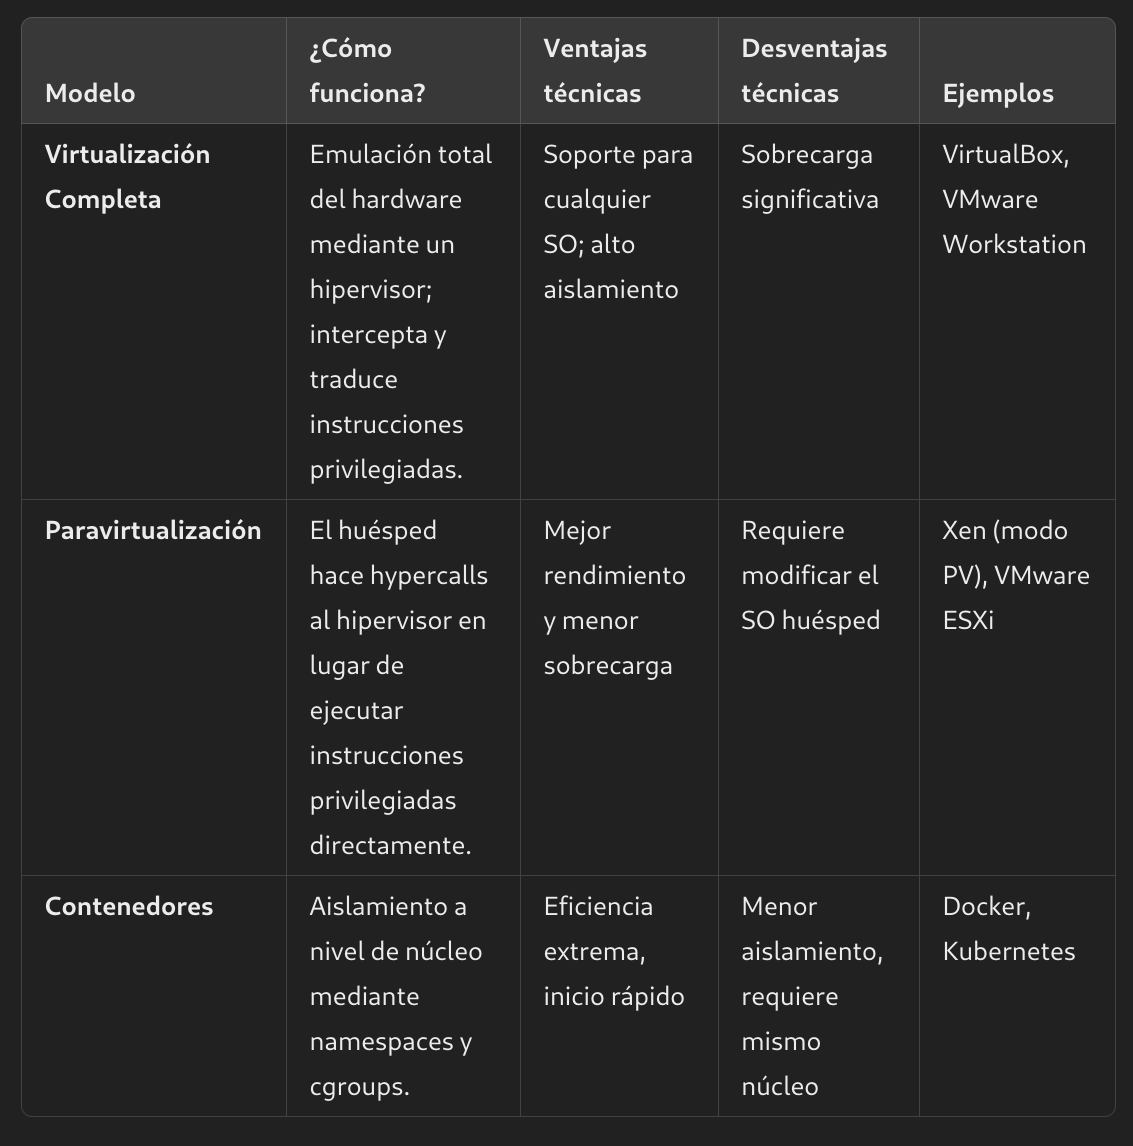 Modelo
¿Cómo
funciona?
Ventajas
técnicas
Desventajas
técnicas
Ejemplos
Virtualización
Completa
Emulación total
del hardware
mediante un
hipervisor;
intercepta y
traduce
instrucciones
privilegiadas.
Soporte para
cualquier
SO; alto
aislamiento
Sobrecarga
significativa
VirtualBox,
VMware
Workstation
Paravirtualización
El huésped
hace hypercalls
al hipervisor en
lugar de
ejecutar
instrucciones
privilegiadas
directamente.
Mejor
rendimiento
y menor
sobrecarga
Requiere
modificar el
SO huésped
Xen (modo
PV), VMware
ESXi
Contenedores
Aislamiento a
nivel de núcleo
mediante
namespaces y
cgroups.
Eficiencia
extrema,
inicio rápido
Menor
aislamiento,
requiere
mismo
núcleo
Docker,
Kubernetes